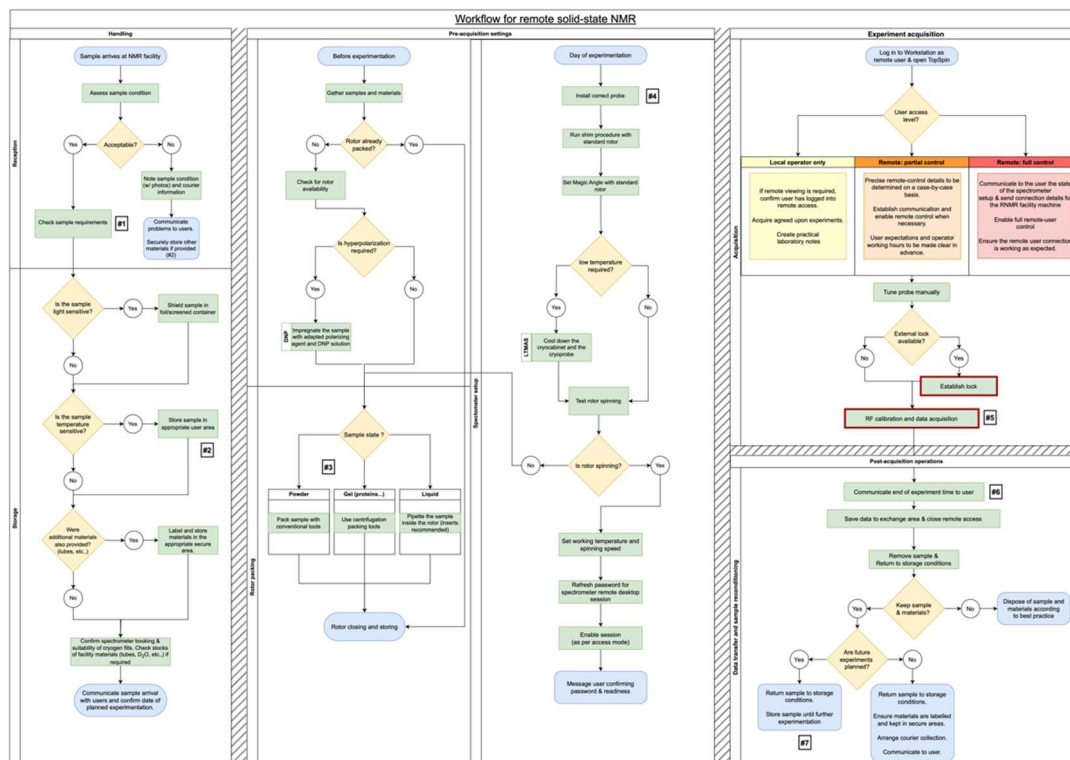 Workflow for remote solid-state NMR
Handling
Pre-acquisition settings
Experiment acquisition
Reception
Sample arrives at NMR facility
Assess sample condition
Acceptable?
Yes
No
Note sample condition
(w/ photos) and courier
information
Check sample requirements
#1
Communicate
problems to users.
Securely store other
materials if provided
(#2)
Storage
Is the sample
light sensitive?
Yes
Shield sample in
foil/screened container
No
Is the sample
temperature
sensitive?
Yes
Store sample in
appropriate user area
#2
No
Were
additional materials
also provided?
(tubes, etc..)
Yes
Label and store
materials in the
appropriate secure
area.
No
Confirm spectrometer booking &
suitability of cryogen fills. Check stocks
of facility materials (tubes, D2O, etc..,) if
required
Communicate sample arrival
with users and confirm date of
planned experimentation.
Before experimentation
Gather samples and materials
Rotor already
packed?
No
Yes
Check for rotor
availability
Is hyperpolarization
required?
Yes
No
DNP
Impregnate the sample
with adapted polarizing
agent and DNP solution
Rotor packing
Sample state ?
#3
Powder
Pack sample with
conventional tools
Gel (proteins...)
Use centrifugation
packing tools
Liquid
Pipette the sample
inside the rotor (inserts
recommended)
Rotor closing and storing
Spectometer setup
Day of experimentation
Install correct probe
#4
Run shim procedure with
standard rotor
Set Magic Angle with standard
rotor
low temperature
required?
Yes
No
LTMAS
Cool down the
cryocabinet and the
cryoprobe
Test rotor spinning
Is rotor spinning?
No
Yes
Set working temperature and
spinning speed
Refresh password for
spectrometer remote desktop
session
Enable session
(as per access mode)
Message user confirming
password & readiness
Acquisition
Log in to Workstation as
remote user & open TopSpin
User access
level?
Local operator only
If remote viewing is required,
confirm user has logged into
remote access.
Acquire agreed upon experiments.
Create practical
laboratory notes
Remote: partial control
Precise remote-control details to be
determined on a case-by-case
basis.
Establish communication and
enable remote control when
necessary.
User expectations and operator
working hours to be made clear in
advance.
Remote: full control
Communicate to the user the state
of the spectrometer
setup & send connection details for
the RNMR facility machine
Enable full remote-user
control
Ensure the remote user connection
is working as expected.
Tune probe manually
External lock
available?
No
Yes
Establish lock
RF calibration and data acquisition
#5
Post-acquisition operations
Data transfer and sample reconditioning
Communicate end of experiment time to user
#6
Save data to exchange area & close remote access
Remove sample &
Return to storage conditions
Keep sample
& materials?
Yes
No
Dispose of sample and
materials according
to best practice
Are future
experiments
planned?
Yes
No
Return sample to storage
conditions.
Store sample until further
experimentation
#7
Return sample to storage
conditions.
Ensure materials are labelled
and kept in secure areas.
Arrange courier collection.
Communicate to user.